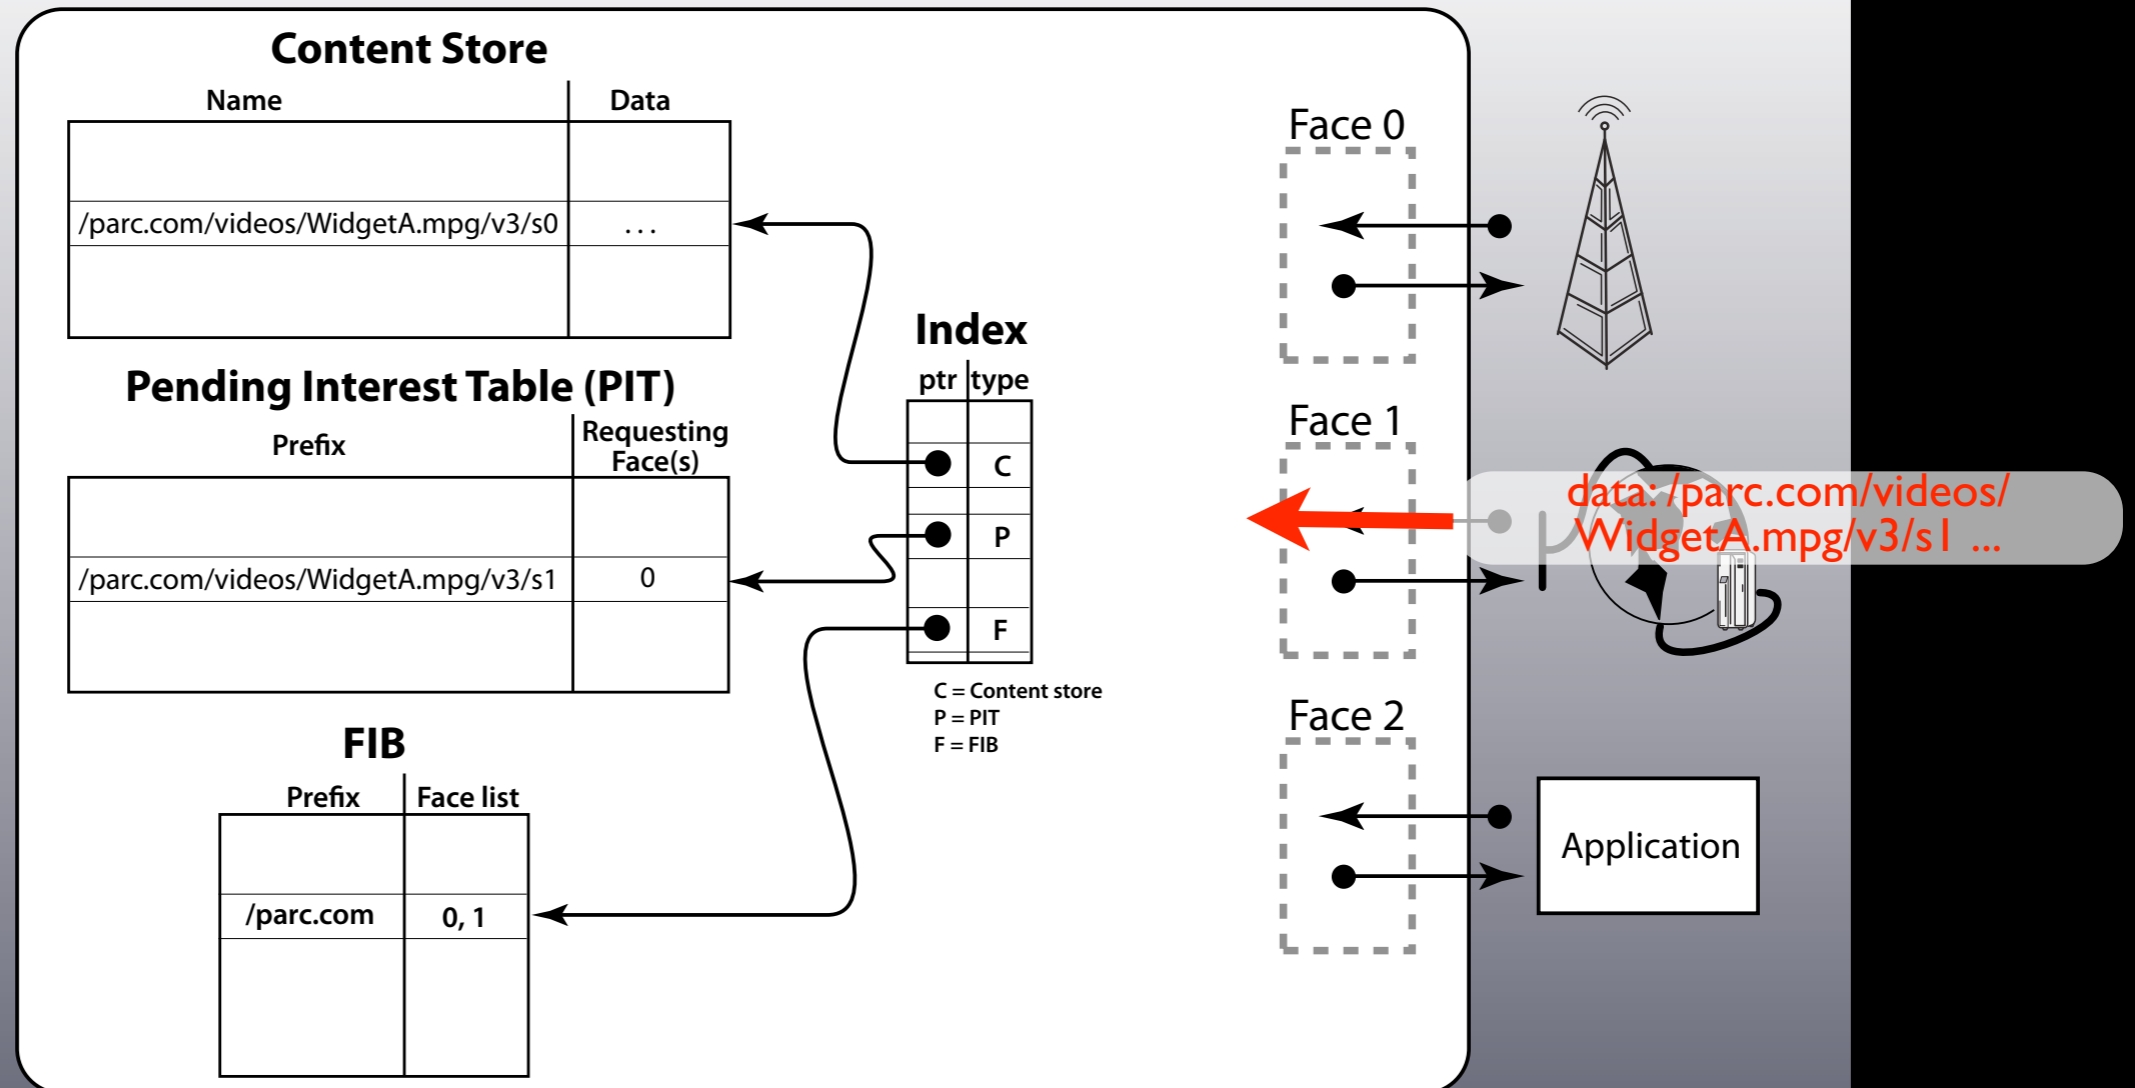 Content Store
Name Data
/parc.com/videos/WidgetA.mpg/v3/s0 ...
Pending Interest Table (PIT)
Prefix Requesting
Face(s)
/parc.com/videos/WidgetA.mpg/v3/s1 0
FIB
Prefix Face list
/parc.com 0, 1
Index
ptr type
C
P
F
C = Content store
P = PIT
F = FIB
Face 0
Face 1
data: /parc.com/videos/
WidgetA.mpg/v3/s1 ...
Face 2
Application